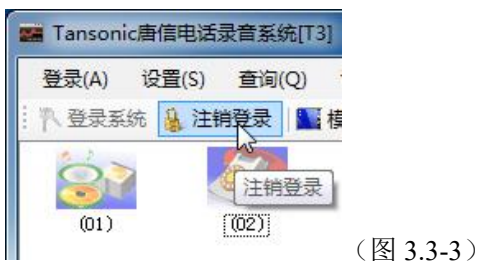 Tansonic唐信电话录音系统[T3]
登录(A) 设置(S) 查询(Q)
登录系统 注销登录 模
注销登录
(01) (02)
（图 3.3-3）